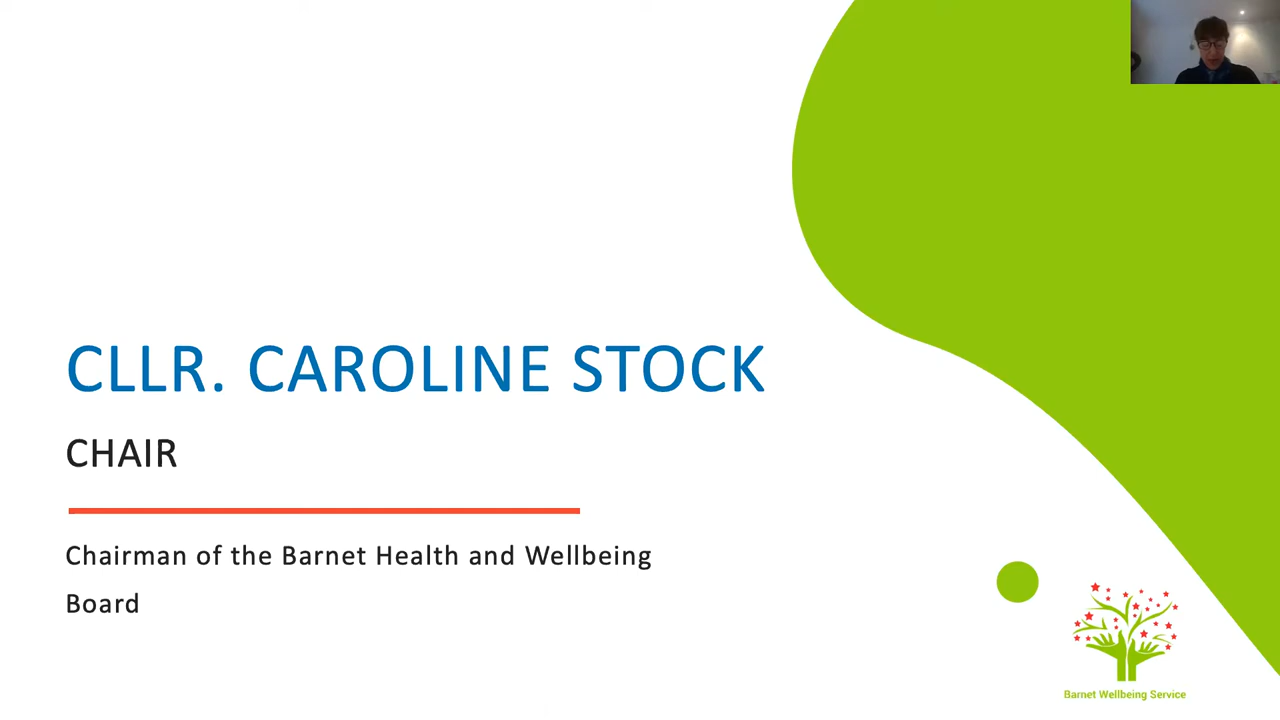 CLLR. CAROLINE STOCK
CHAIR
Chairman of the Barnet Health and Wellbeing
Board
Barnet Wellbeing Service